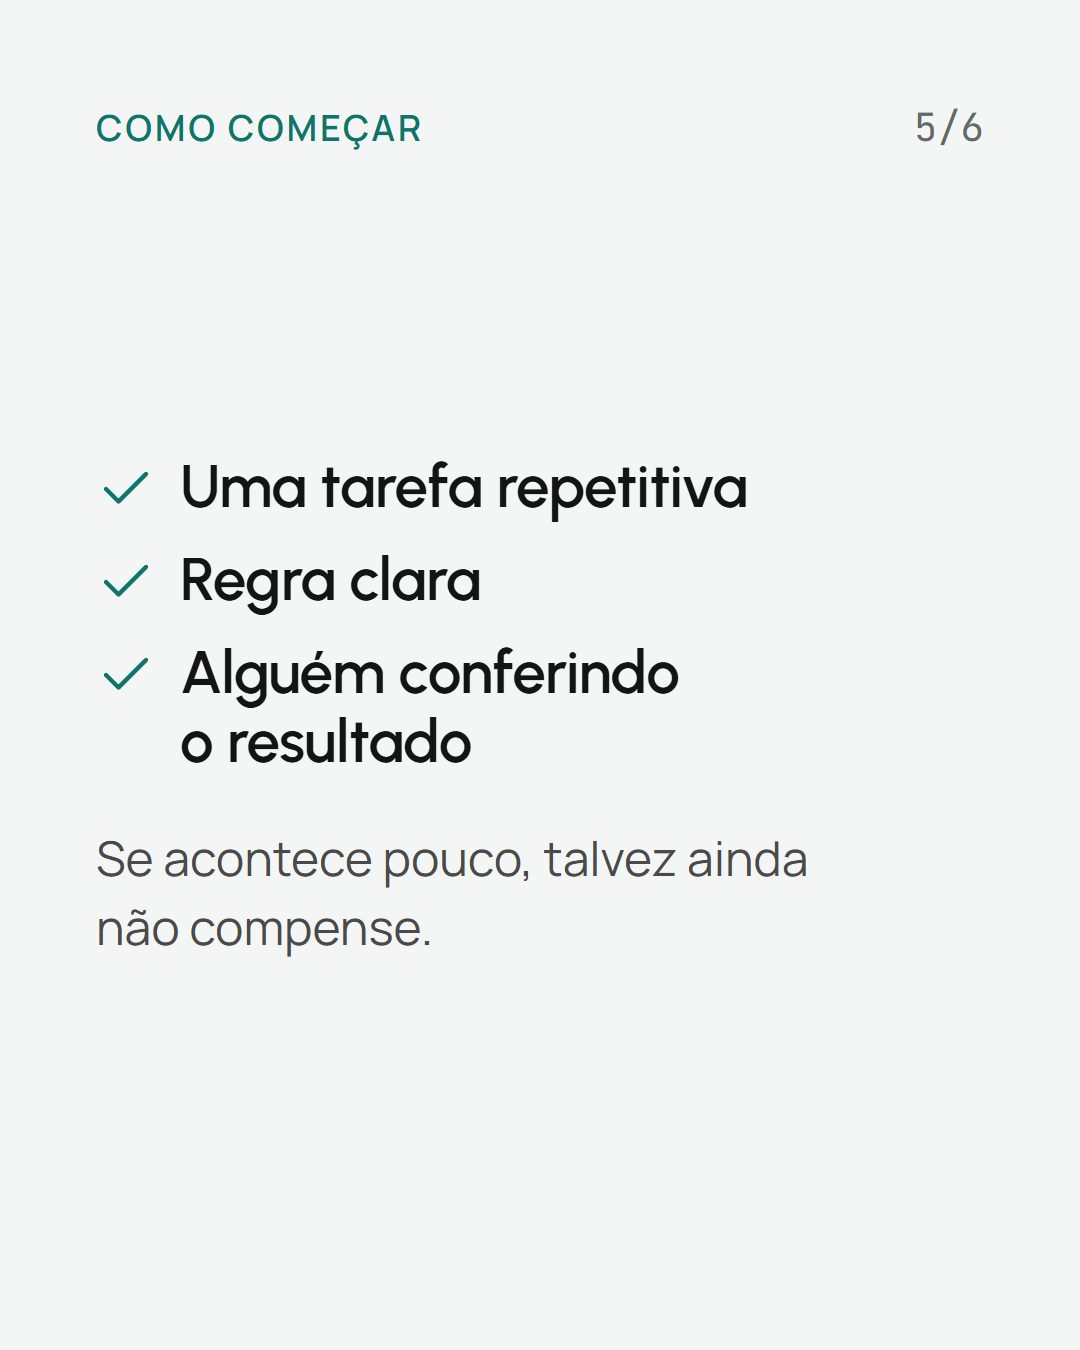 COMO COMEÇAR
5/6
Uma tarefa repetitiva
Regra clara
Alguém conferindo
o resultado
Se acontece pouco, talvez ainda
não compense.